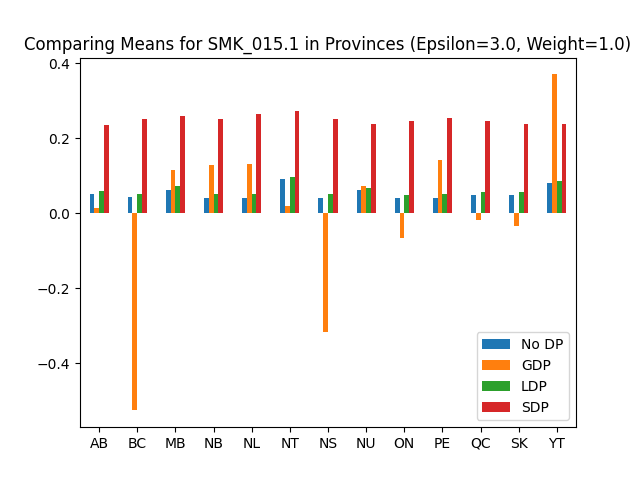 Comparing Means for SMK_015.1 in Provinces (Epsilon=3.0, Weight=1.0)
0.4
0.2
0.0
−0.2
−0.4
No DP
GDP
LDP
SDP
AB BC MB NB NL NT NS NU ON PE QC SK YT